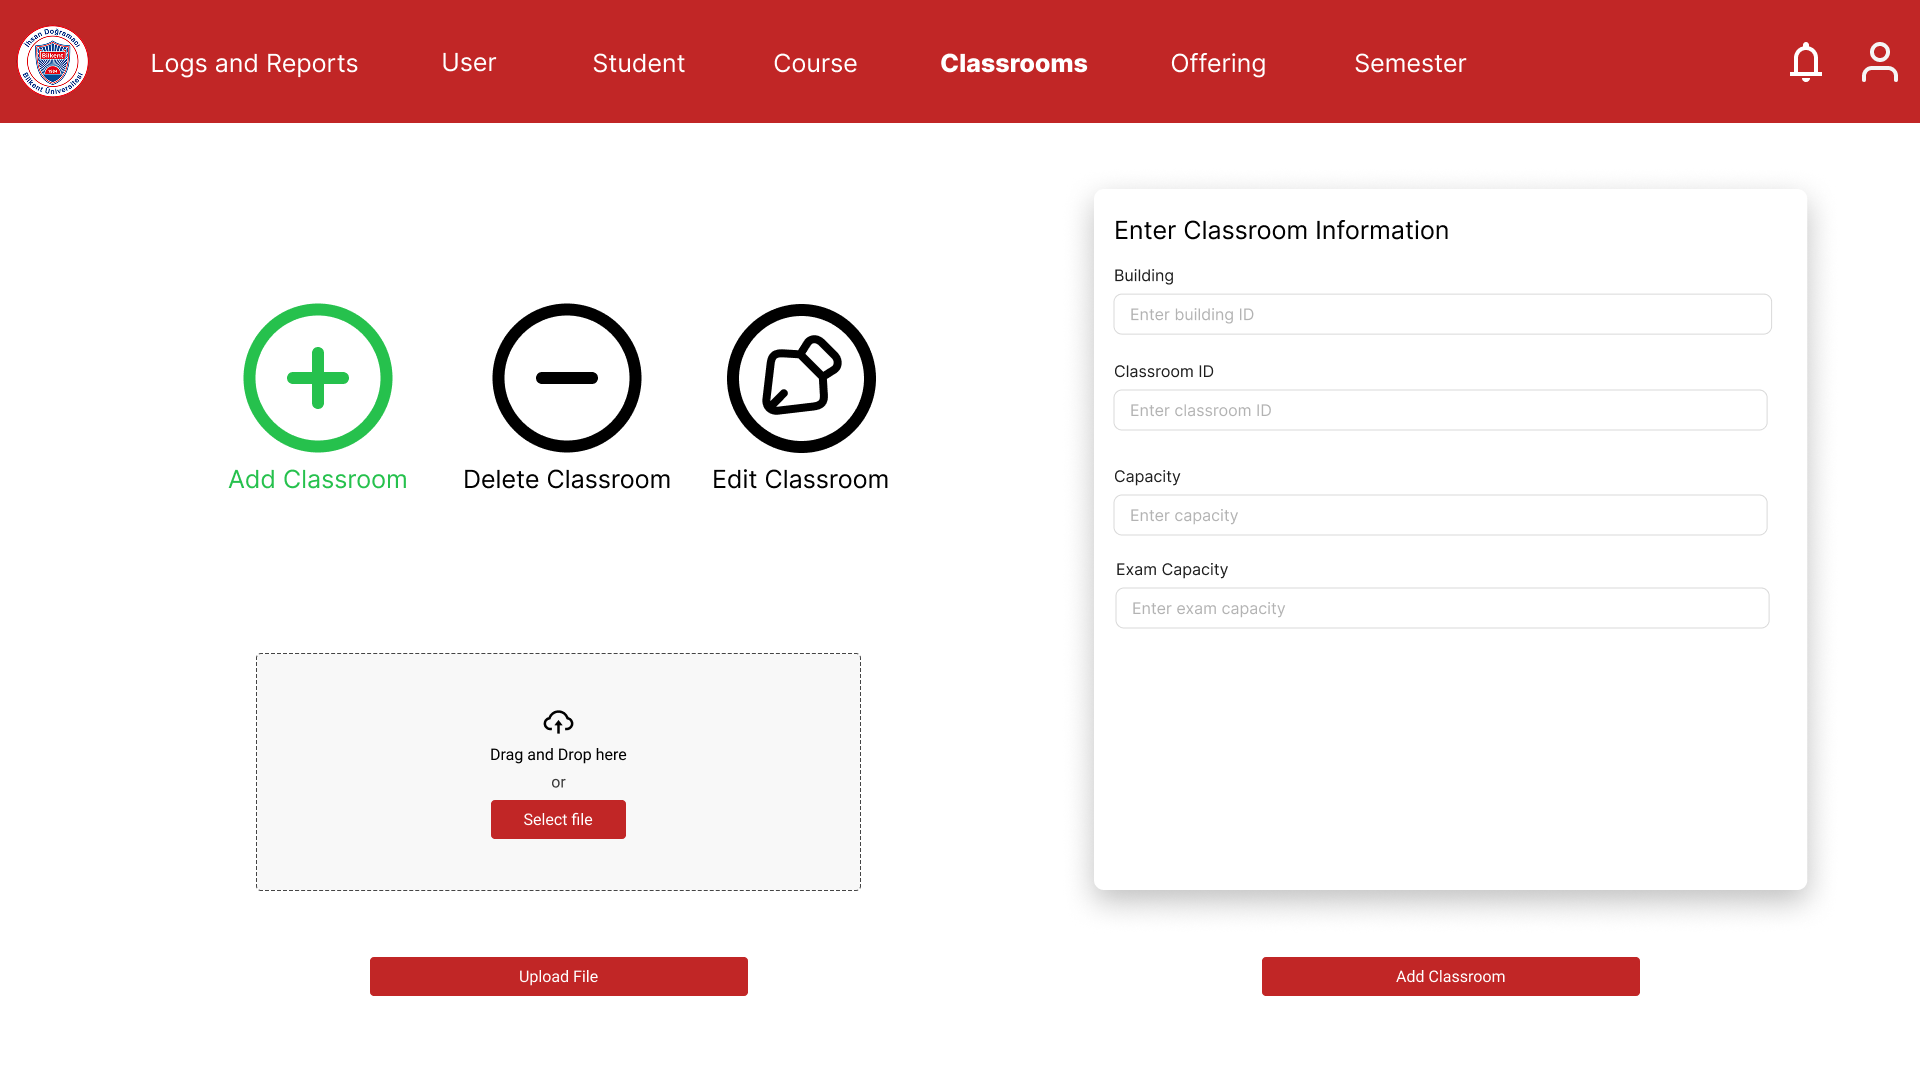 İhsan Doğramacı
Bilkent
1984
Bilkent Üniversitesi
Logs and Reports
User
Student
Course
Classrooms
Offering
Semester
Add Classroom
Delete Classroom
Edit Classroom
Drag and Drop here
or
Select file
Upload File
Enter Classroom Information
Building
Enter building ID
Classroom ID
Enter classroom ID
Capacity
Enter capacity
Exam Capacity
Enter exam capacity
Add Classroom